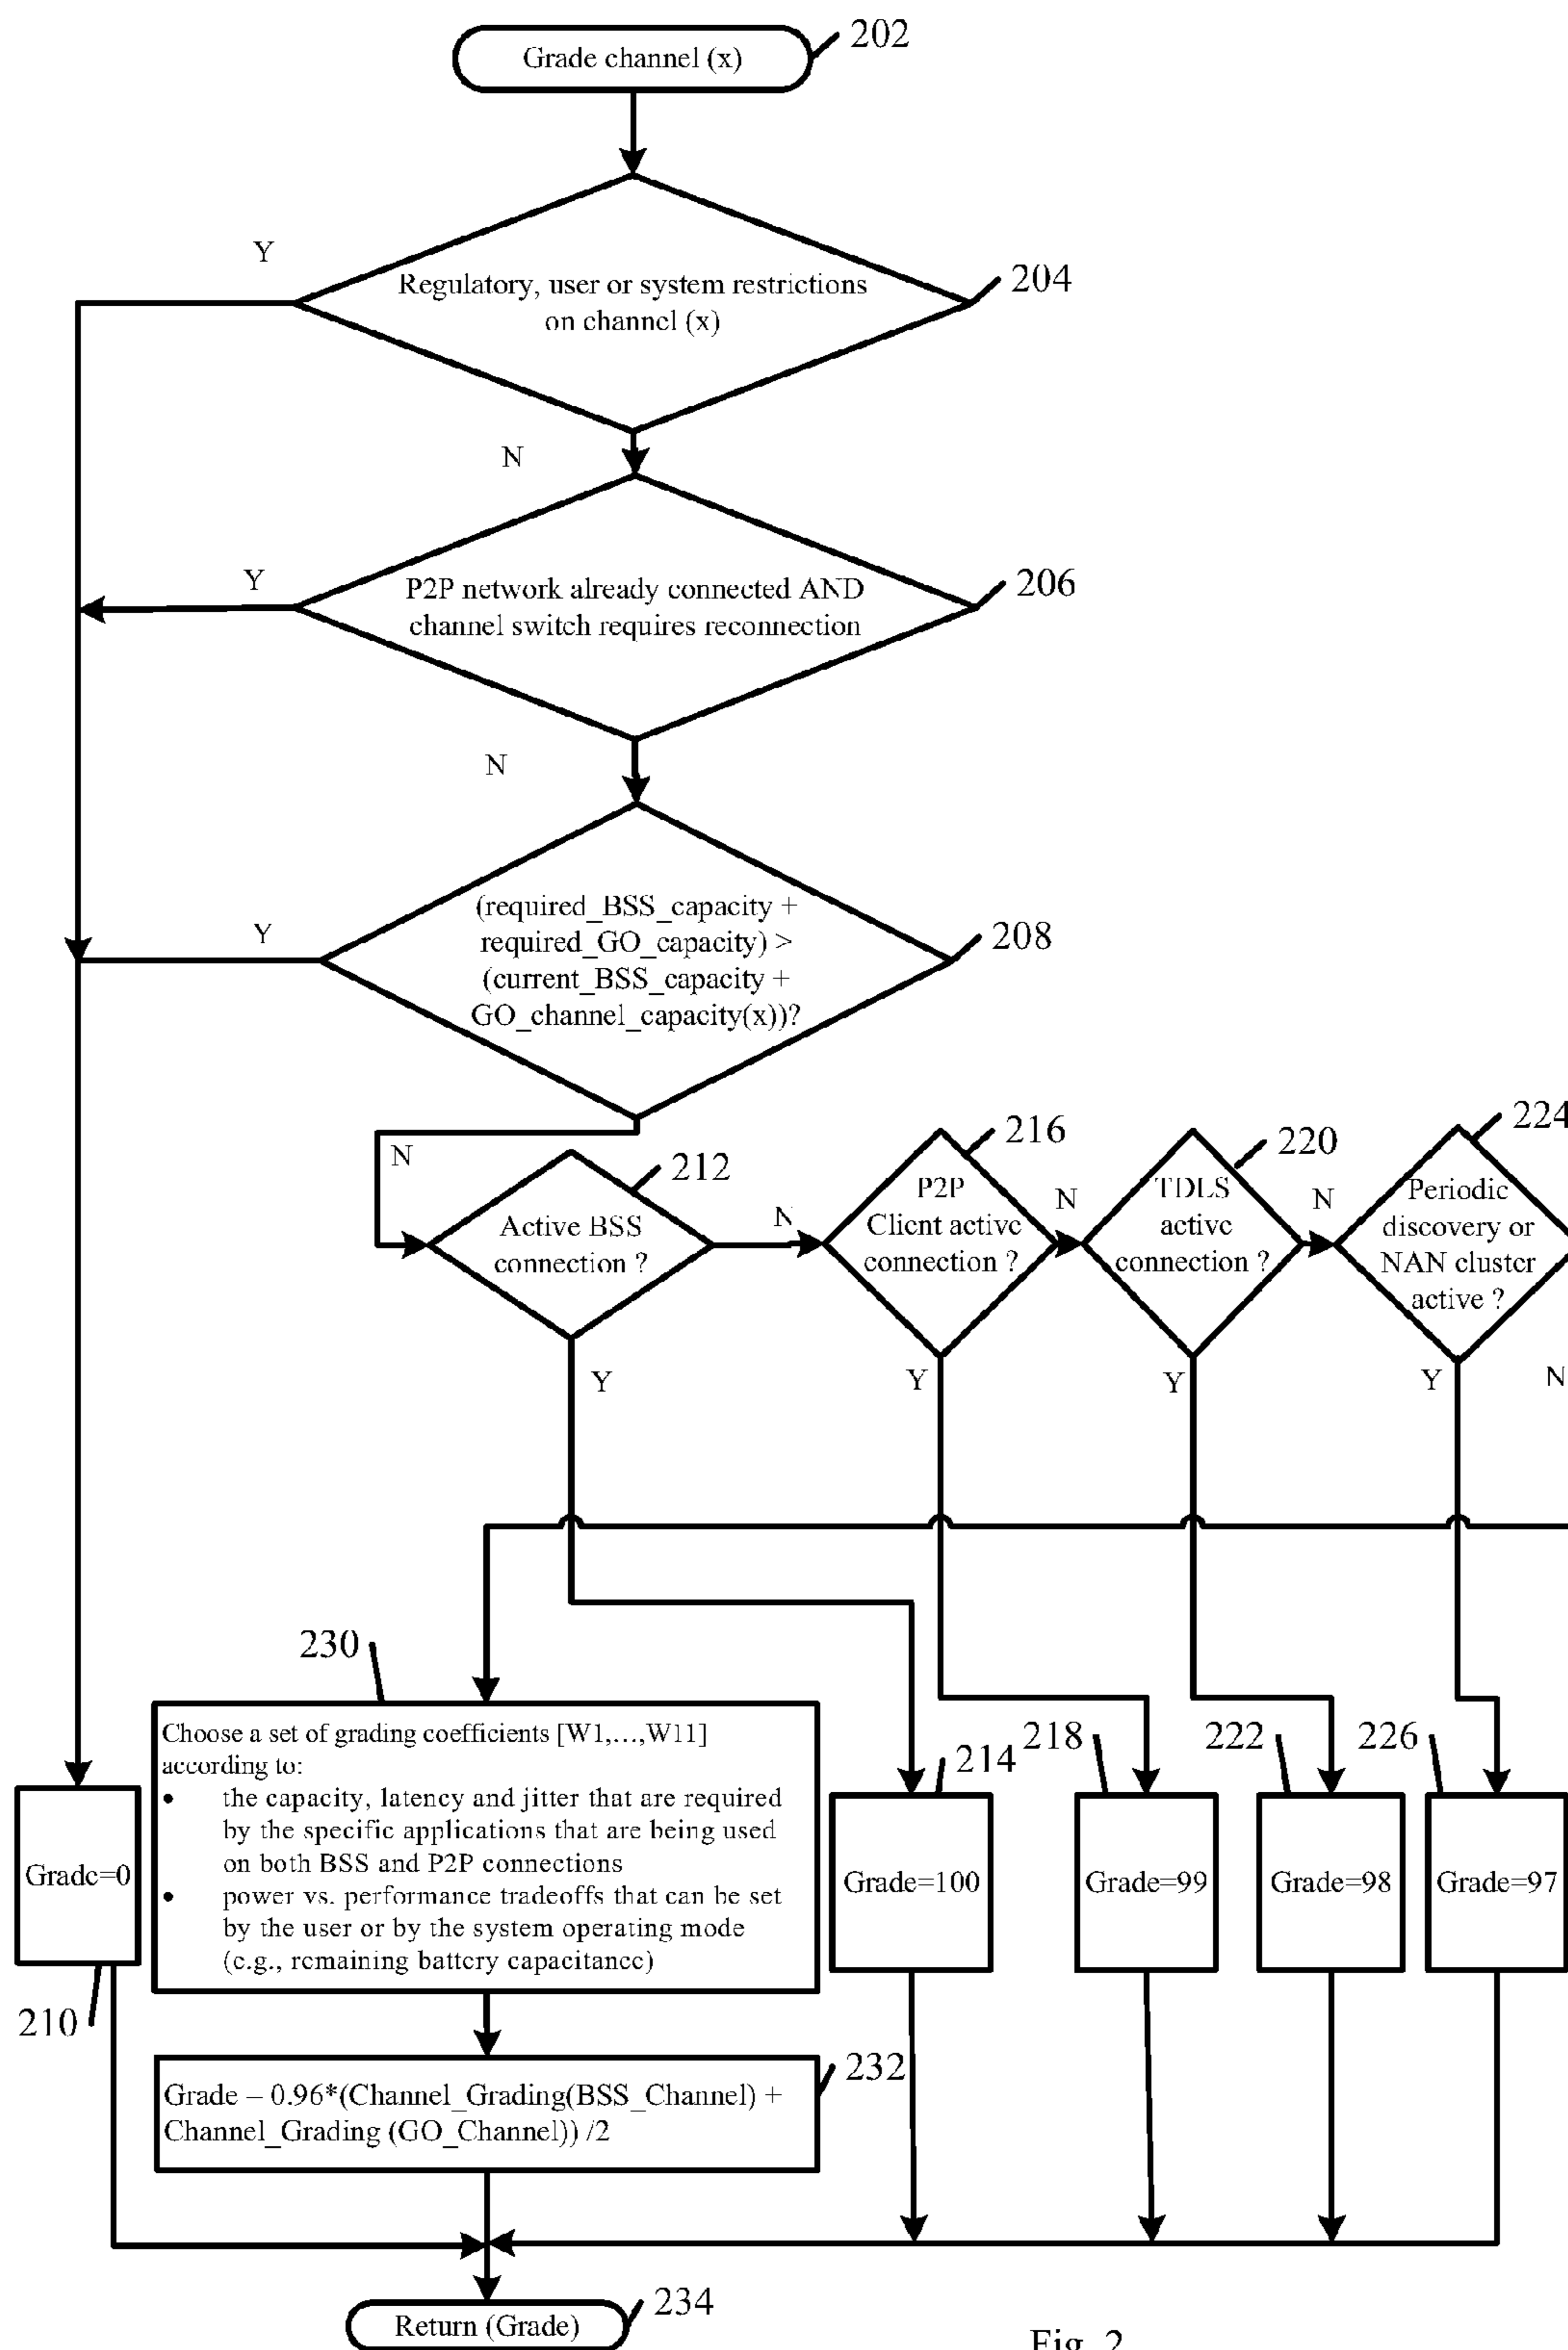 Grade channel (x)
202
Y
Regulatory, user or system restrictions
on channel (x)
204
N
Y
P2P network already connected AND
channel switch requires reconnection
206
N
Y
(required_BSS_capacity +
required_GO_capacity) >
(current_BSS_capacity +
GO_channel_capacity(x))?
208
N
Active BSS
connection ?
212
N
P2P
Client active
connection ?
216
N
TDLS
active
connection ?
220
N
Periodic
discovery or
NAN cluster
active ?
224
Y
Y
Y
Y
N
230
Choose a set of grading coefficients [W1,...,W11]
according to:
• the capacity, latency and jitter that are required
by the specific applications that are being used
on both BSS and P2P connections
• power vs. performance tradeoffs that can be set
by the user or by the system operating mode
(e.g., remaining battery capacitance)
214
218
222
226
Grade=0
Grade=100
Grade=99
Grade=98
Grade=97
210
Grade = 0.96*(Channel_Grading(BSS_Channel) +
Channel_Grading (GO_Channel)) /2
232
Return (Grade)
234
Fig. 2